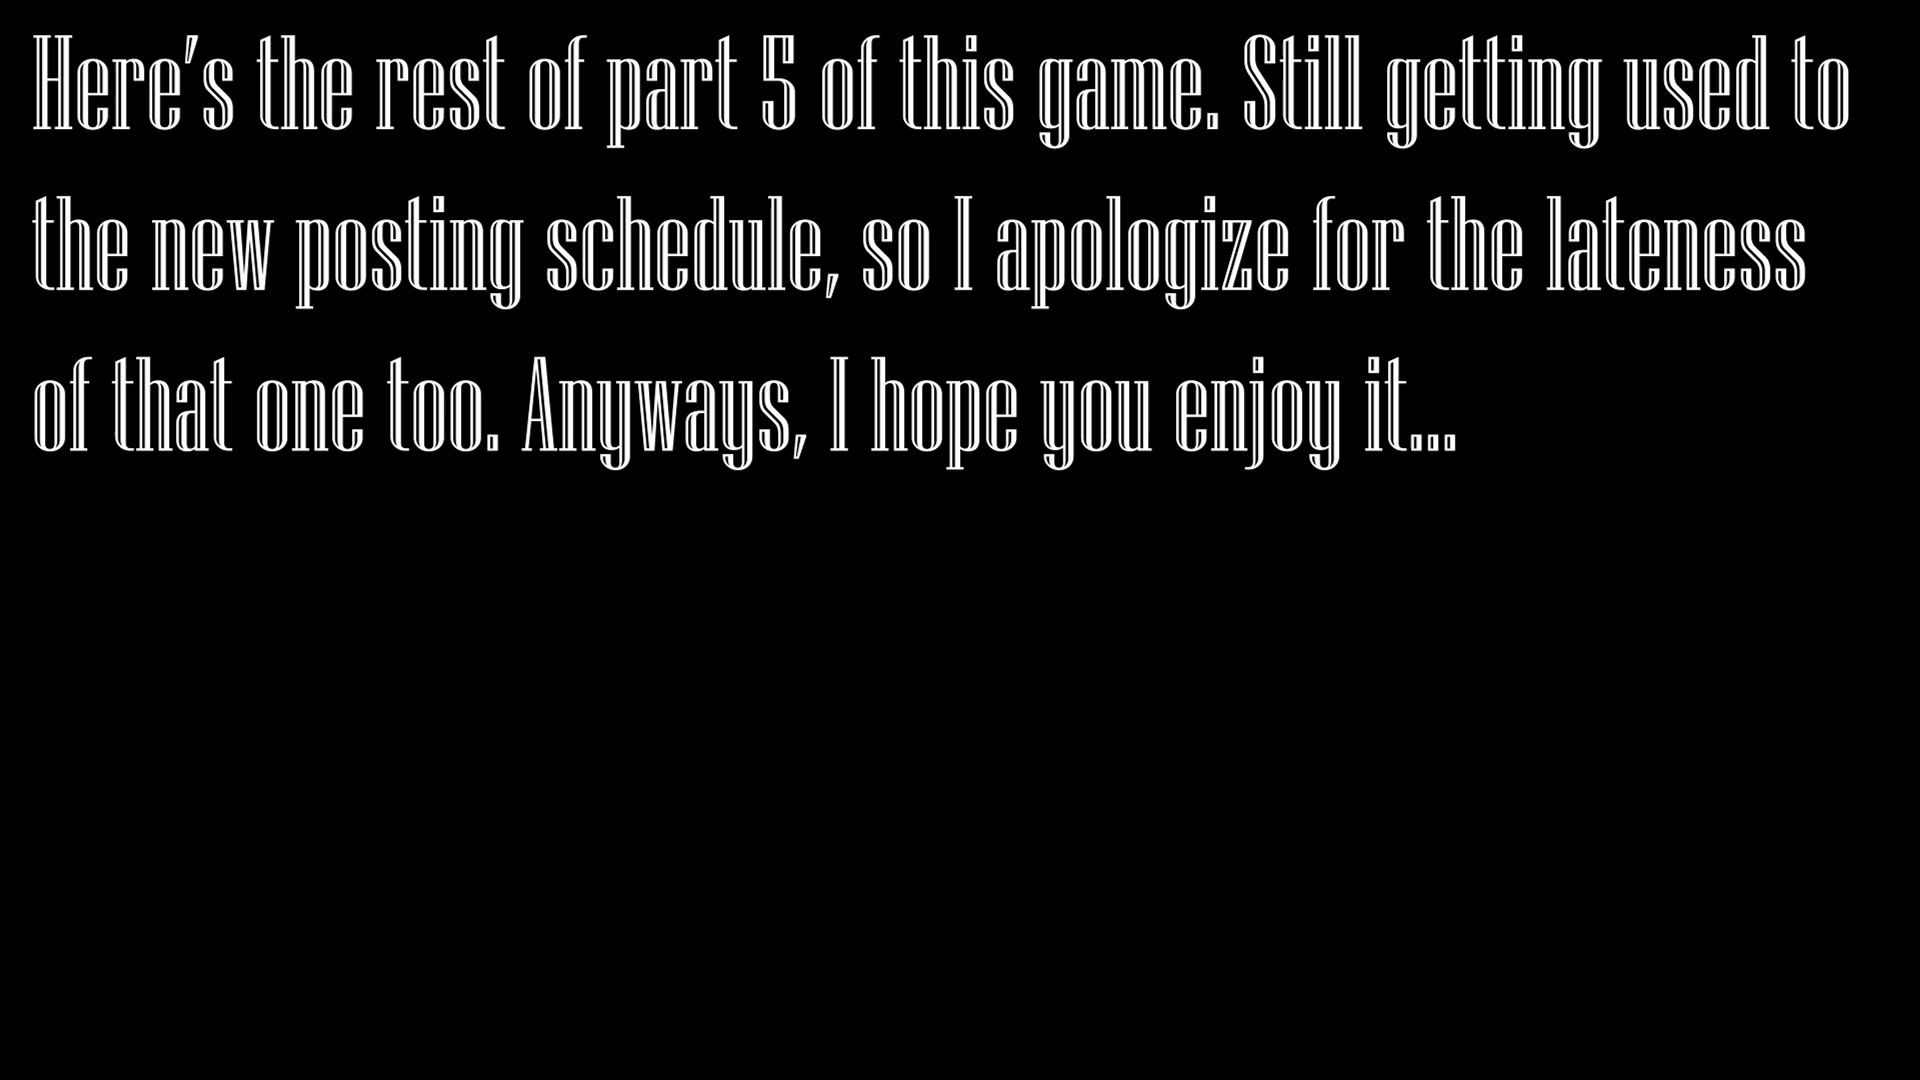 Here's the rest of part 5 of this game. Still getting used to
the new posting schedule, so I apologize for the lateness
of that one too. Anyways, I hope you enjoy it...